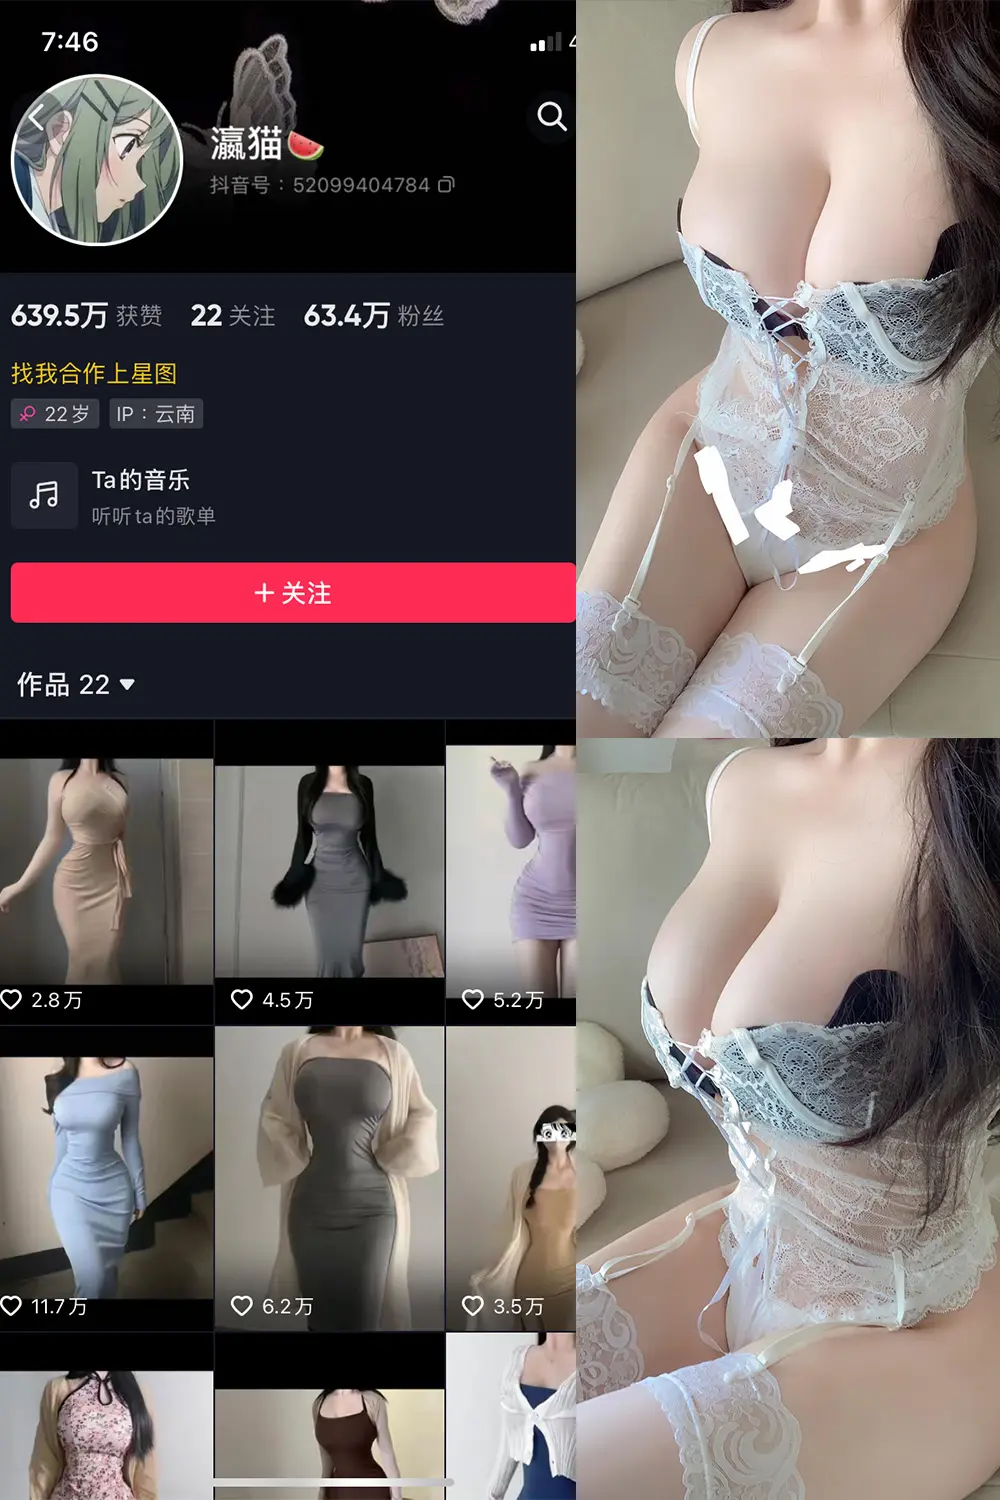 7:46
4
瀛猫🍉
抖音号：52099404784
639.5万 获赞 22 关注 63.4万 粉丝
找我合作上星图
22岁 IP：云南
Ta的音乐
听听ta的歌单
+ 关注
作品 22
2.8万 4.5万 5.2万
11.7万 6.2万 3.5万